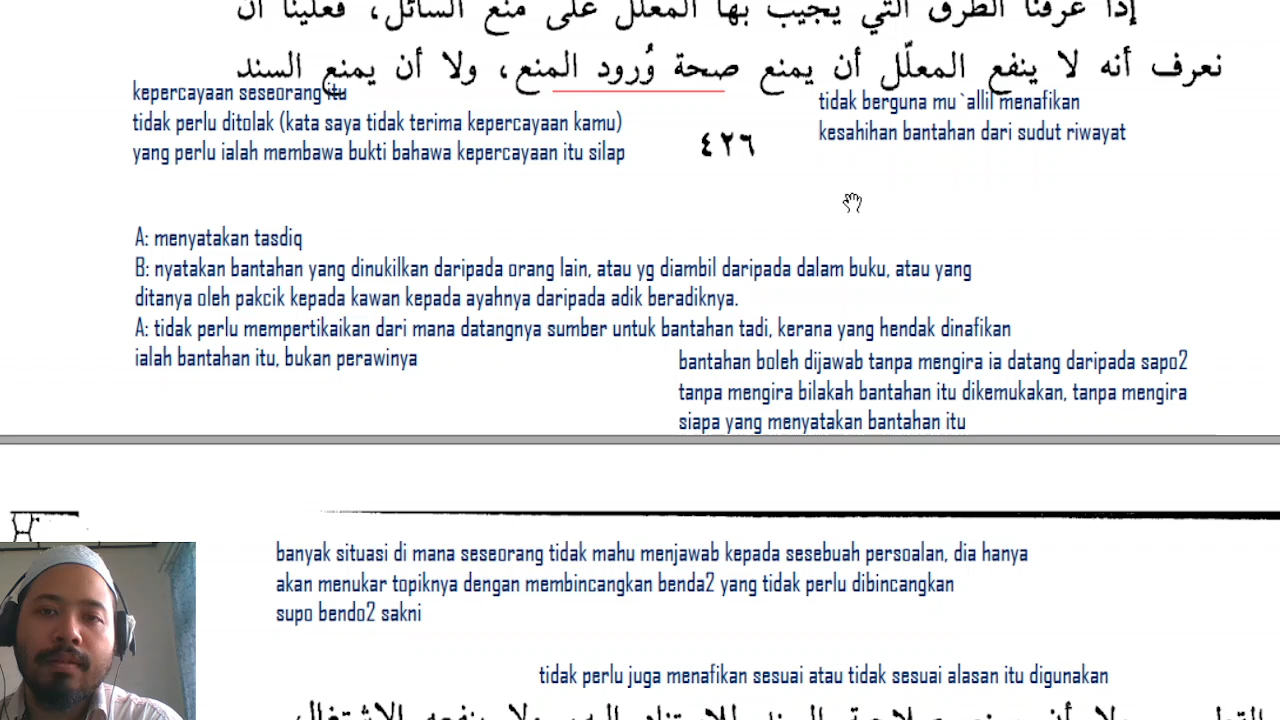 إذا عرفنا الطرق التي يجيب بها المعلل على منع السائل، فعلينا أن
نعرف أنه لا ينفع المعلّل أن يمنع صحة وُرود المنع، ولا أن يمنع السند
kepercayaan seseorang itu
tidak perlu ditolak (kata saya tidak terima kepercayaan kamu)
yang perlu ialah membawa bukti bahawa kepercayaan itu silap
tidak berguna mu`allil menafikan
kesahihan bantahan dari sudut riwayat
٤٢٦
A: menyatakan tasdiq
B: nyatakan bantahan yang dinukilkan daripada orang lain, atau yg diambil daripada dalam buku, atau yang
ditanya oleh pakcik kepada kawan kepada ayahnya daripada adik beradiknya.
A: tidak perlu mempertikaikan dari mana datangnya sumber untuk bantahan tadi, kerana yang hendak dinafikan
ialah bantahan itu, bukan perawinya
bantahan boleh dijawab tanpa mengira ia datang daripada sapo2
tanpa mengira bilakah bantahan itu dikemukakan, tanpa mengira
siapa yang menyatakan bantahan itu
banyak situasi di mana seseorang tidak mahu menjawab kepada sesebuah persoalan, dia hanya
akan menukar topiknya dengan membincangkan benda2 yang tidak perlu dibincangkan
supo bendo2 sakni
tidak perlu juga menafikan sesuai atau tidak sesuai alasan itu digunakan